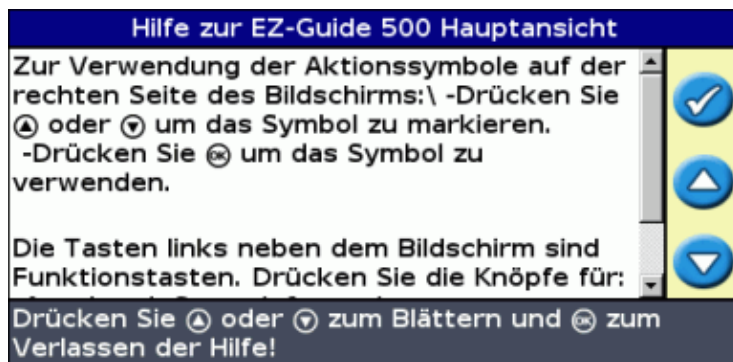 Hilfe zur EZ-Guide 500 Hauptansicht
Zur Verwendung der Aktionssymbole auf der
rechten Seite des Bildschirms:\ -Drücken Sie
oder um das Symbol zu markieren.
-Drücken Sie OK um das Symbol zu
verwenden.
Die Tasten links neben dem Bildschirm sind
Funktionstasten. Drücken Sie die Knöpfe für:
Drücken Sie oder zum Blättern und OK zum
Verlassen der Hilfe!